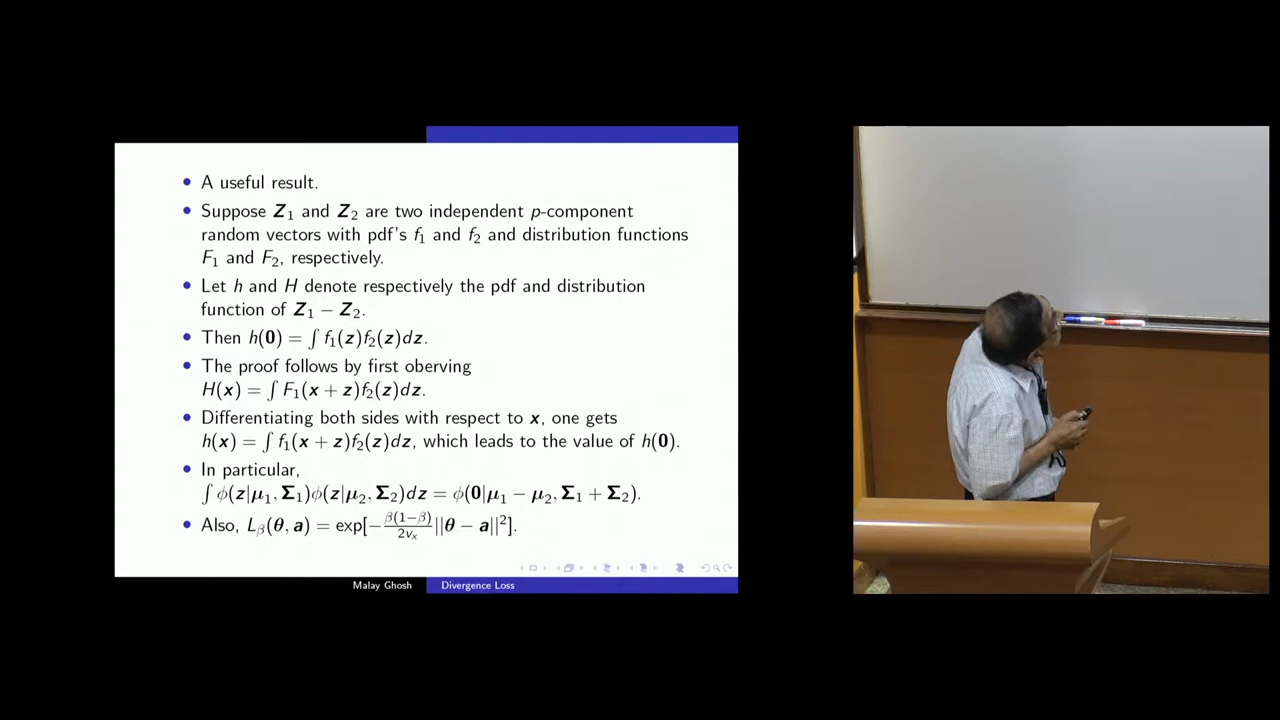 A useful result.
Suppose Z₁ and Z₂ are two independent p-component
random vectors with pdf's f₁ and f₂ and distribution functions
F₁ and F₂, respectively.
Let h and H denote respectively the pdf and distribution
function of Z₁ − Z₂.
Then h(0) = ∫ f₁(z)f₂(z)dz.
The proof follows by first oberving
H(x) = ∫ F₁(x + z)f₂(z)dz.
Differentiating both sides with respect to x, one gets
h(x) = ∫ f₁(x + z)f₂(z)dz, which leads to the value of h(0).
In particular,
∫ ϕ(z|μ₁, Σ₁)ϕ(z|μ₂, Σ₂)dz = ϕ(0|μ₁ − μ₂, Σ₁ + Σ₂).
Also, L_β(θ, a) = exp[−β(1−β)/2vₓ ||θ − a||²].
Malay Ghosh Divergence Loss